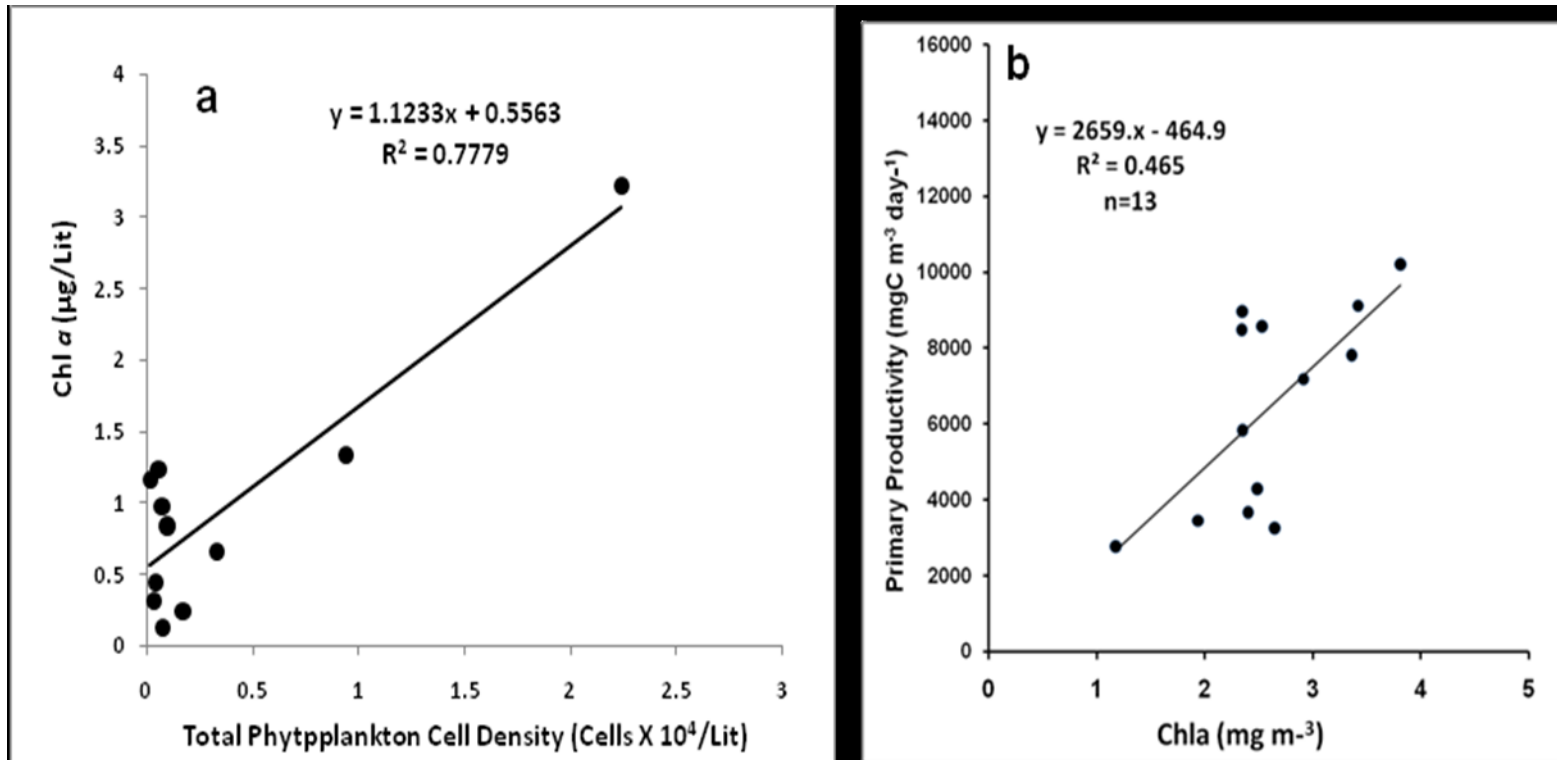 a
y = 1.1233x + 0.5563
R² = 0.7779
Chl a (µg/Lit)
4
3.5
3
2.5
2
1.5
1
0.5
0
0 0.5 1 1.5 2 2.5 3
Total Phytpplankton Cell Density (Cells X 10⁴/Lit)
b
y = 2659.x - 464.9
R² = 0.465
n=13
Primary Productivity (mgC m-³ day-¹)
16000
14000
12000
10000
8000
6000
4000
2000
0
0 1 2 3 4 5
Chla (mg m-³)